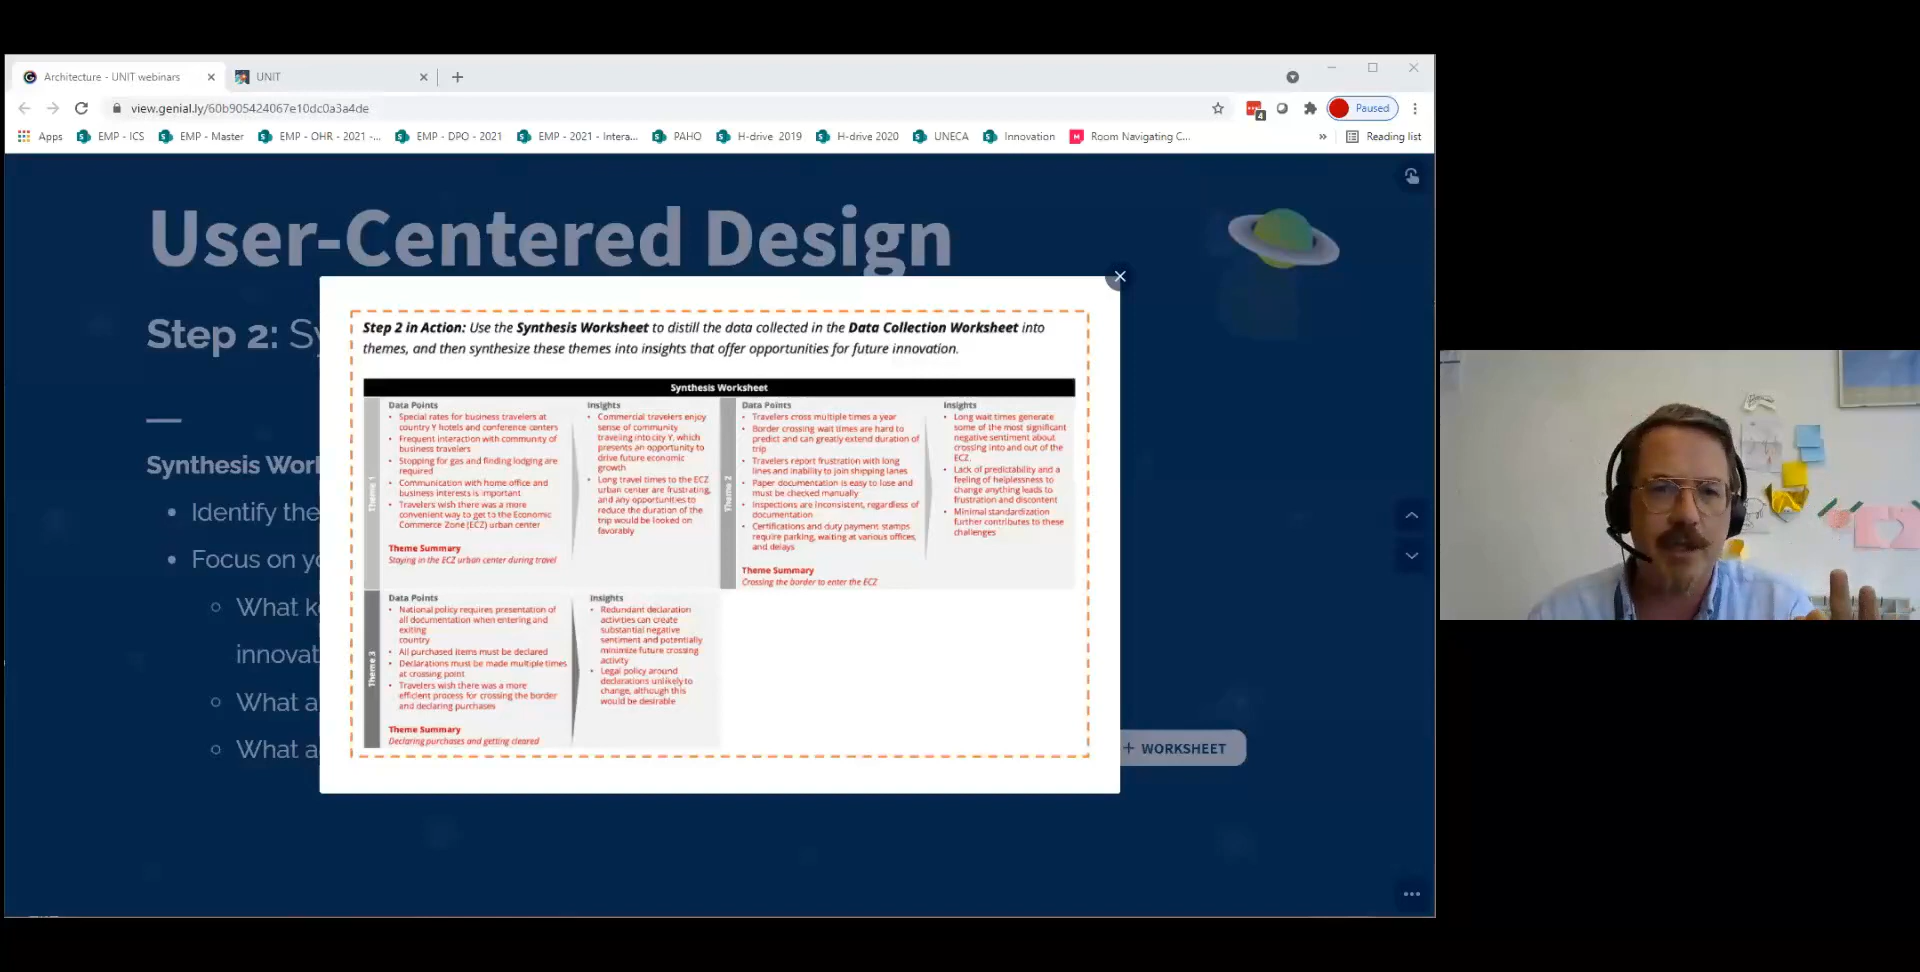 Architecture - UNIT webinars
UNIT
view.genial.ly/60b905424067e10dc0a3a4de
4
Paused
Apps
EMP - ICS
EMP - Master
EMP - OHR - 2021 -...
EMP - DPO - 2021
EMP - 2021 - Intera...
PAHO
H-drive 2019
H-drive 2020
UNECA
Innovation
Room Navigating C...
»
Reading list
User-Centered Design
Step 2: Sy
Synthesis Wor
• Identify the
• Focus on yo
What k
innovat
What a
What a
+ WORKSHEET
Step 2 in Action: Use the Synthesis Worksheet to distill the data collected in the Data Collection Worksheet into
themes, and then synthesize these themes into insights that offer opportunities for future innovation.
Synthesis Worksheet
Theme 1
Data Points
• Special rates for business travelers at
country Y hotels and conference centers
• Frequent interaction with community of
business travelers
• Stopping for gas and finding lodging are
required
• Communication with home office and
business interests is important
• Travelers wish there was a more
convenient way to get to the Economic
Commerce Zone (ECZ) urban center
Theme Summary
Staying in the ECZ urban center during travel
Insights
• Commercial travelers enjoy
sense of community
traveling into city Y, which
presents an opportunity to
drive future economic
growth
• Long travel times to the ECZ
urban center are frustrating,
and any opportunities to
reduce the duration of the
trip would be looked on
favorably
Theme 2
Data Points
• Travelers cross multiple times a year
• Border crossing wait times are hard to
predict and can greatly extend duration of
trip
• Travelers report frustration with long
lines and inability to join shipping lanes
• Paper documentation is easy to lose and
must be checked manually
• Inspections are inconsistent, regardless of
documentation
• Certifications and duty payment stamps
require parking, waiting at various offices,
and delays
Theme Summary
Crossing the border to enter the ECZ
Insights
• Long wait times generate
some of the most significant
negative sentiment about
crossing into and out of the
ECZ.
• Lack of predictability and a
feeling of helplessness to
change anything leads to
frustration and discontent
• Minimal standardization
further contributes to these
challenges
Theme 3
Data Points
• National policy requires presentation of
all documentation when entering and
exiting
country
• All purchased items must be declared
• Declarations must be made multiple times
at crossing point
• Travelers wish there was a more
efficient process for crossing the border
and declaring purchases
Theme Summary
Declaring purchases and getting cleared
Insights
• Redundant declaration
activities can create
substantial negative
sentiment and potentially
minimize future crossing
activity
• Legal policy around
declarations unlikely to
change, although this
would be desirable